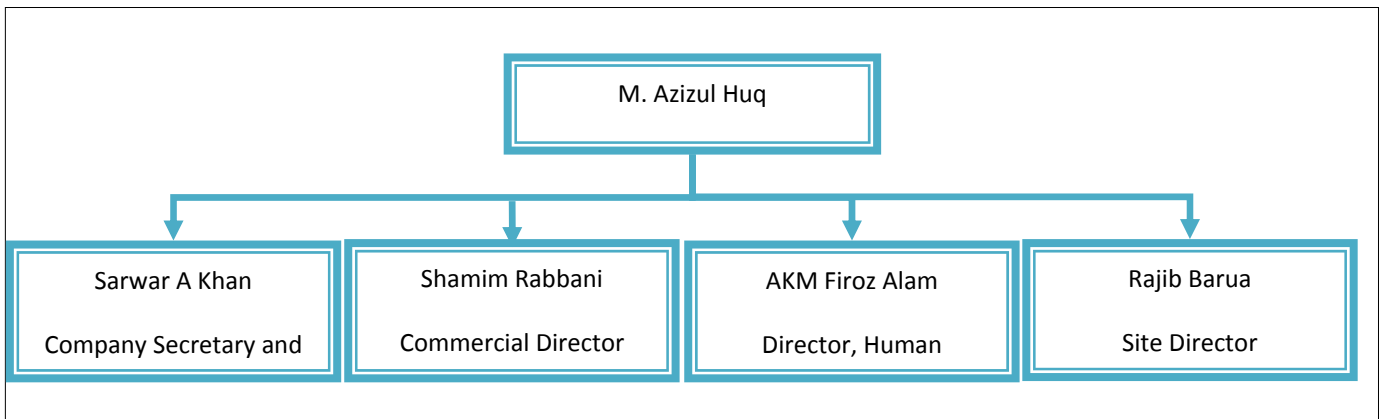 M. Azizul Huq
Sarwar A Khan
Company Secretary and
Shamim Rabbani
Commercial Director
AKM Firoz Alam
Director, Human
Rajib Barua
Site Director